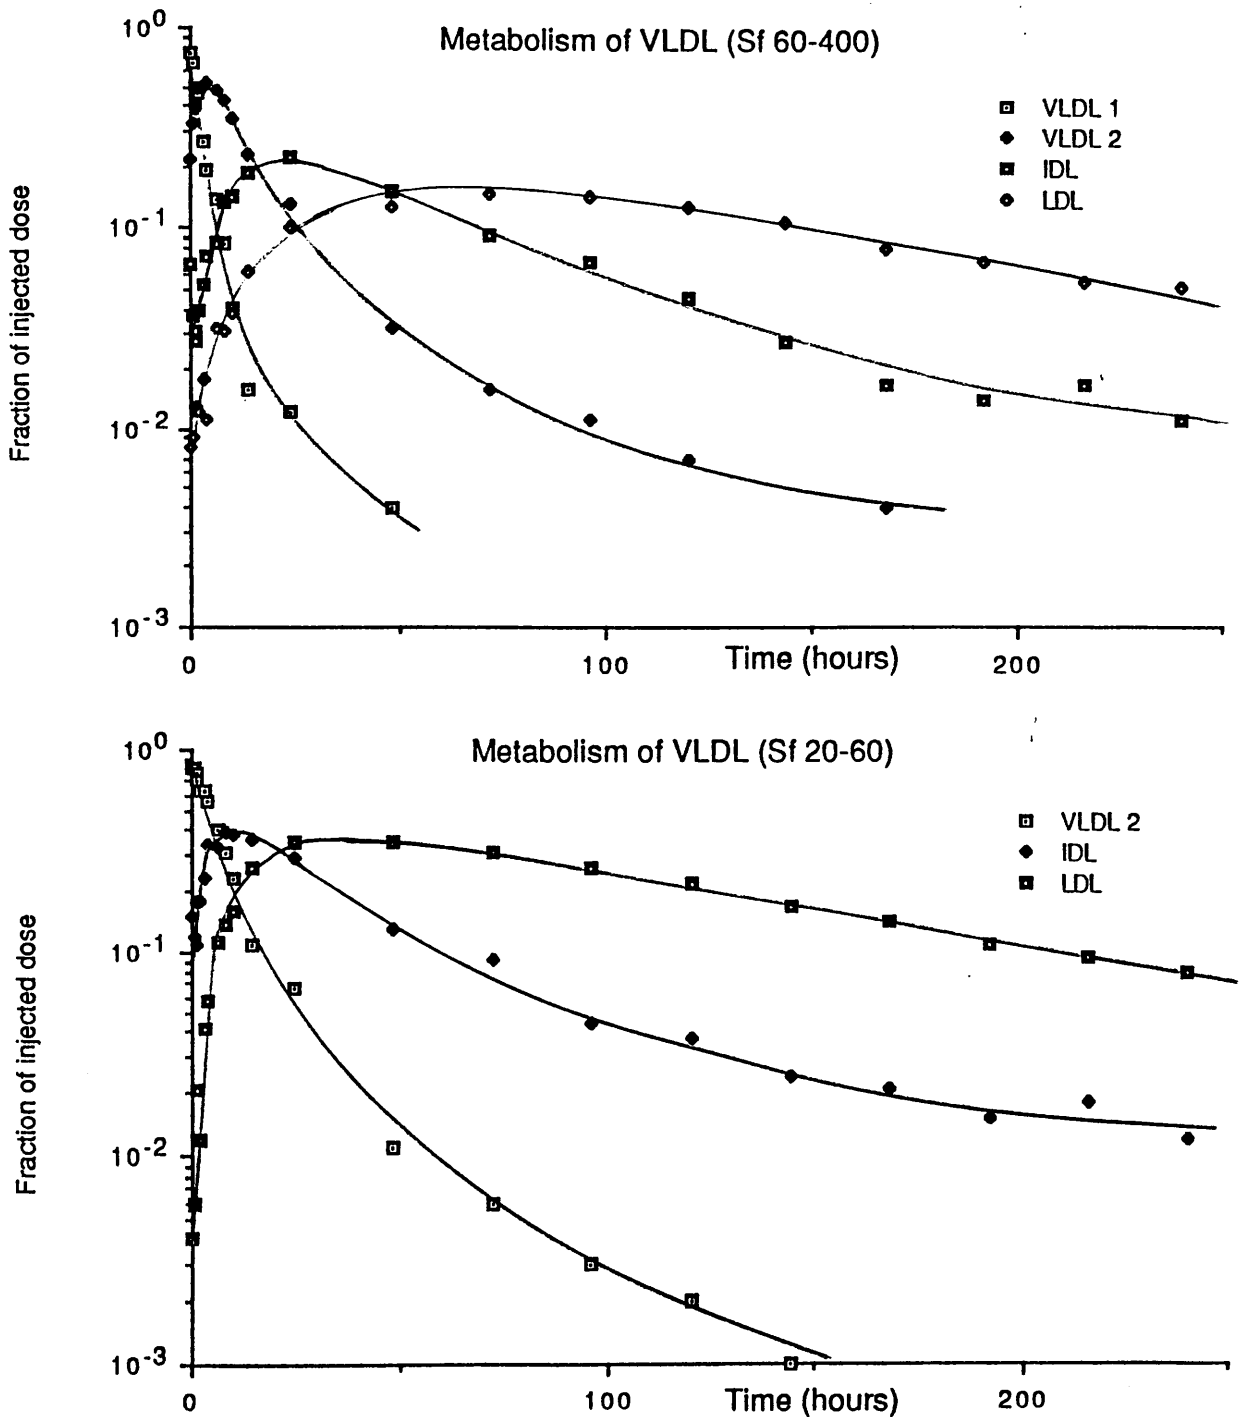 Metabolism of VLDL (Sf 60-400)
10^0
10^-1
10^-2
10^-3
Fraction of injected dose
VLDL 1
VLDL 2
IDL
LDL
0
100
200
Time (hours)
Metabolism of VLDL (Sf 20-60)
10^0
10^-1
10^-2
10^-3
Fraction of injected dose
VLDL 2
IDL
LDL
0
100
200
Time (hours)